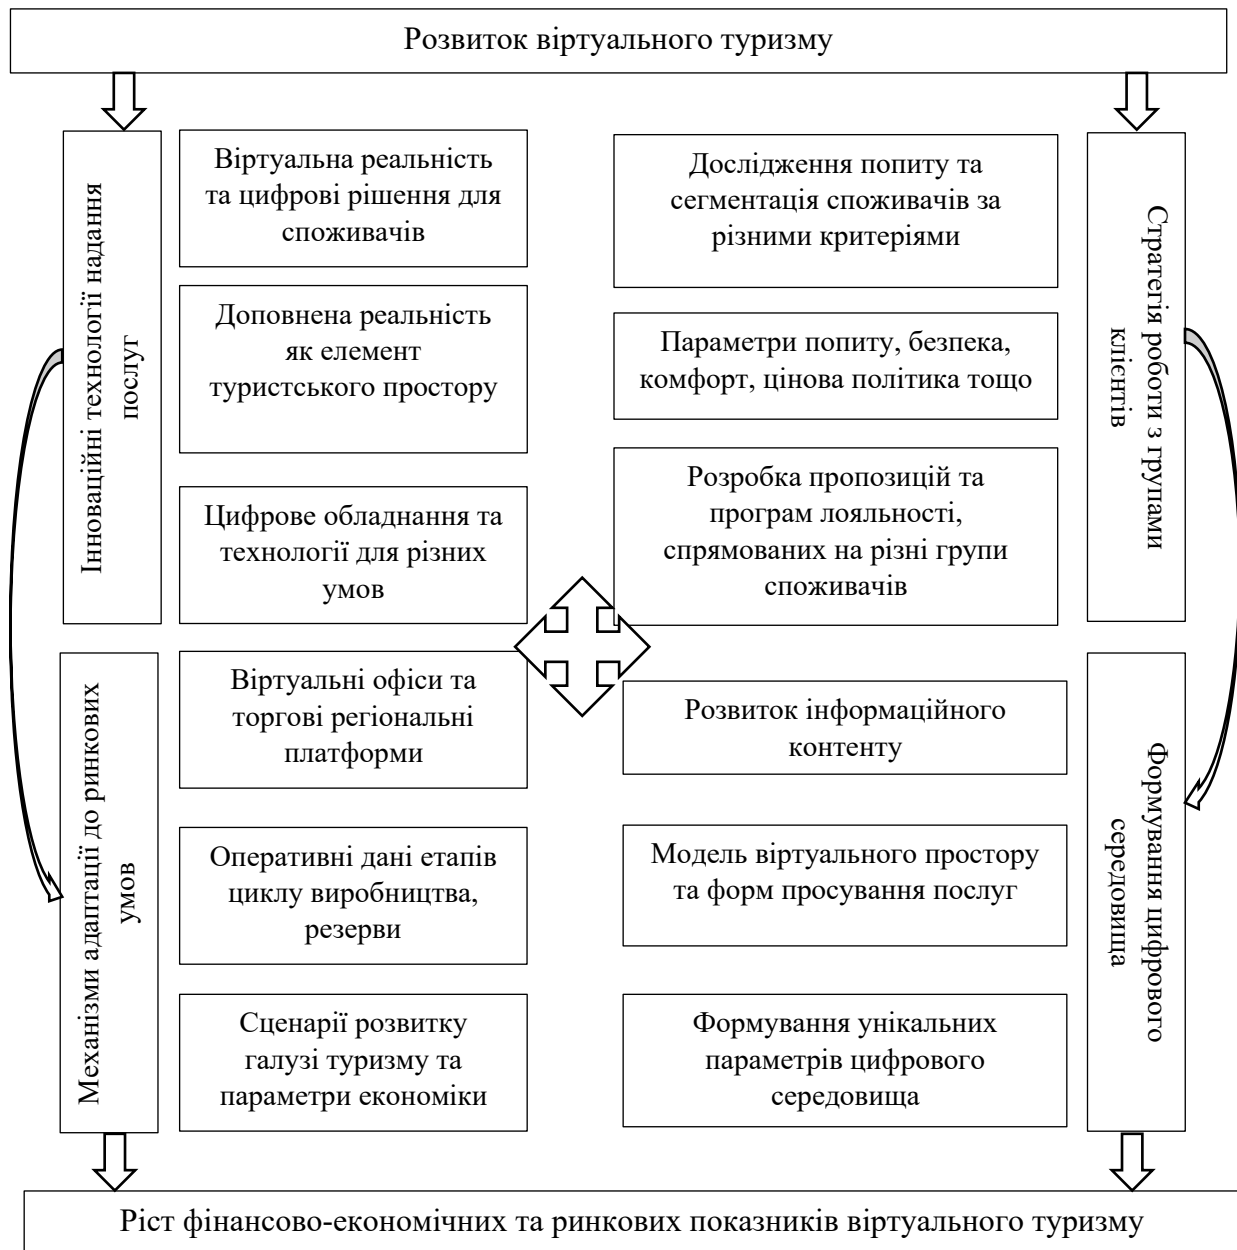 Розвиток віртуального туризму
Інноваційні технології надання
послуг
Віртуальна реальність
та цифрові рішення для
споживачів
Доповнена реальність
як елемент
туристського простору
Цифрове обладнання та
технології для різних
умов
Дослідження попиту та
сегментація споживачів за
різними критеріями
Параметри попиту, безпека,
комфорт, цінова політика тощо
Розробка пропозицій та
програм лояльності,
спрямованих на різні групи
споживачів
Стратегія роботи з групами
клієнтів
Механізми адаптації до ринкових
умов
Віртуальні офіси та
торгові регіональні
платформи
Оперативні дані етапів
циклу виробництва,
резерви
Сценарії розвитку
галузі туризму та
параметри економіки
Розвиток інформаційного
контенту
Модель віртуального простору
та форм просування послуг
Формування унікальних
параметрів цифрового
середовища
Формування цифрового
середовища
Ріст фінансово-економічних та ринкових показників віртуального туризму